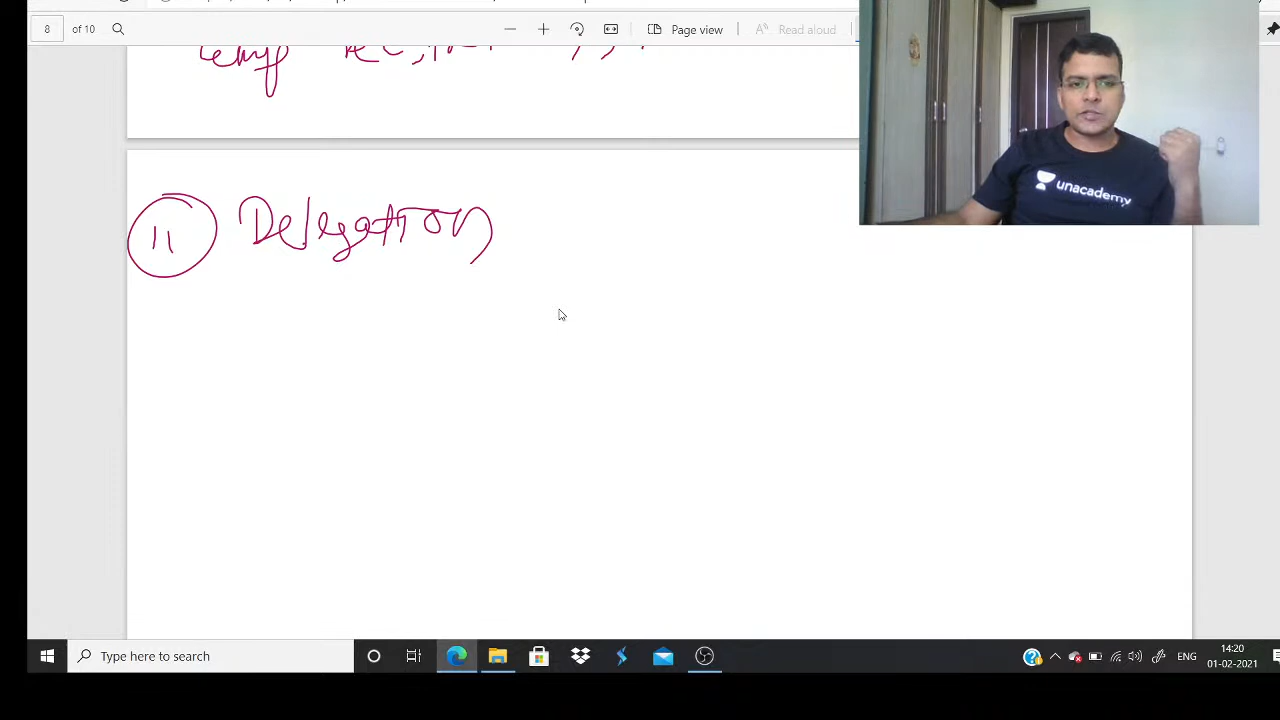 8 of 10 Page view Read aloud
temp
unacademy
11 Delegation
Type here to search
ENG
14:20
01-02-2021